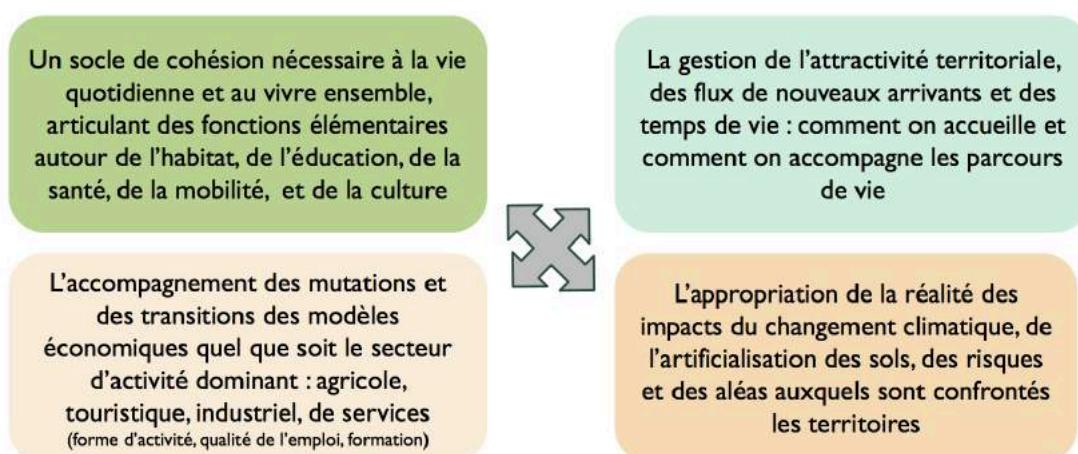 Un socle de cohésion nécessaire à la vie
quotidienne et au vivre ensemble,
articulant des fonctions élémentaires
autour de l'habitat, de l'éducation, de la
santé, de la mobilité, et de la culture
La gestion de l'attractivité territoriale,
des flux de nouveaux arrivants et des
temps de vie : comment on accueille et
comment on accompagne les parcours
de vie
L'accompagnement des mutations et
des transitions des modèles
économiques quel que soit le secteur
d'activité dominant : agricole,
touristique, industriel, de services
(forme d'activité, qualité de l'emploi, formation)
L'appropriation de la réalité des
impacts du changement climatique, de
l'artificialisation des sols, des risques
et des aléas auxquels sont confrontés
les territoires